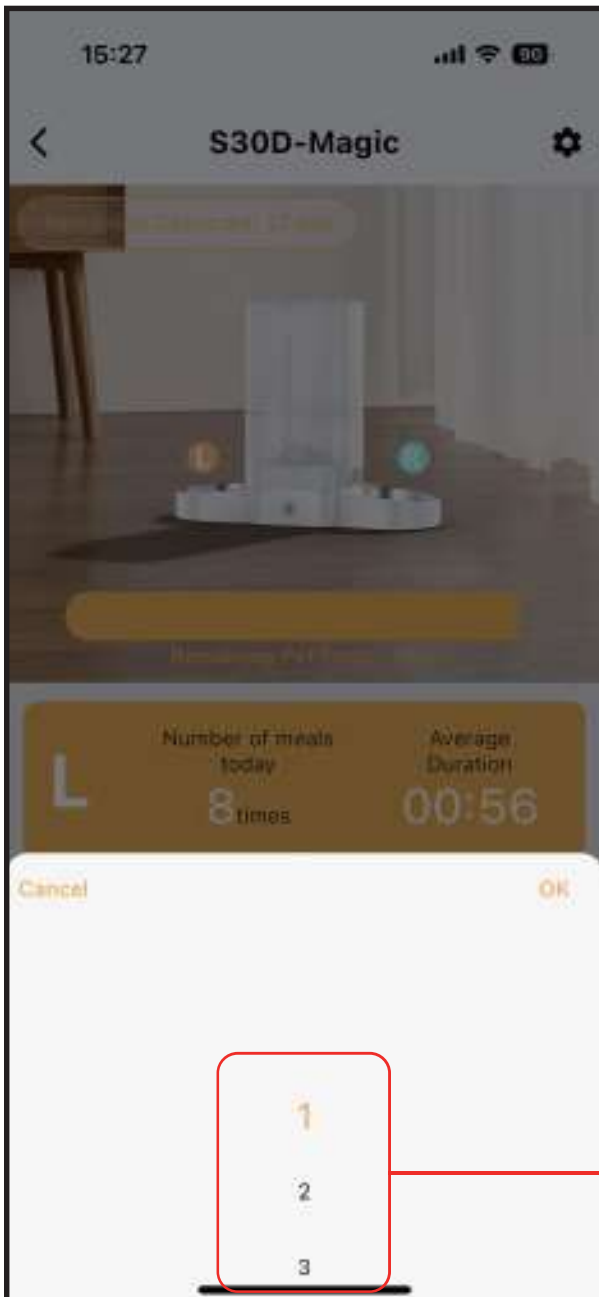 15:27
S30D-Magic
L
Number of meals
today
8 times
Average
Duration
00:56
L
Cancel
OK
1
2
3